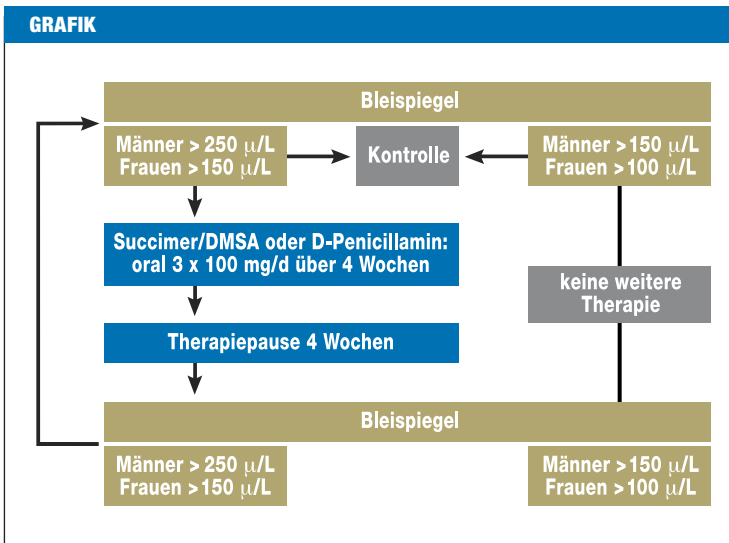 GRAFIK
Bleispiegel
Männer > 250 µ/L
Frauen >150 µ/L
Kontrolle
Männer >150 µ/L
Frauen >100 µ/L
Succimer/DMSA oder D-Penicillamin:
oral 3 x 100 mg/d über 4 Wochen
keine weitere
Therapie
Therapiepause 4 Wochen
Bleispiegel
Männer > 250 µ/L
Frauen >150 µ/L
Männer >150 µ/L
Frauen >100 µ/L